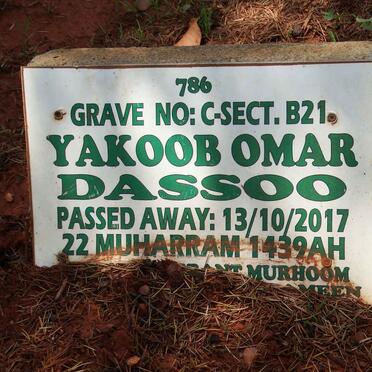 786
GRAVE NO: C-SECT. B21
YAKOOB OMAR
DASSOO
PASSED AWAY: 13/10/2017
22 MUHARRAM 1439AH
MURHOOM